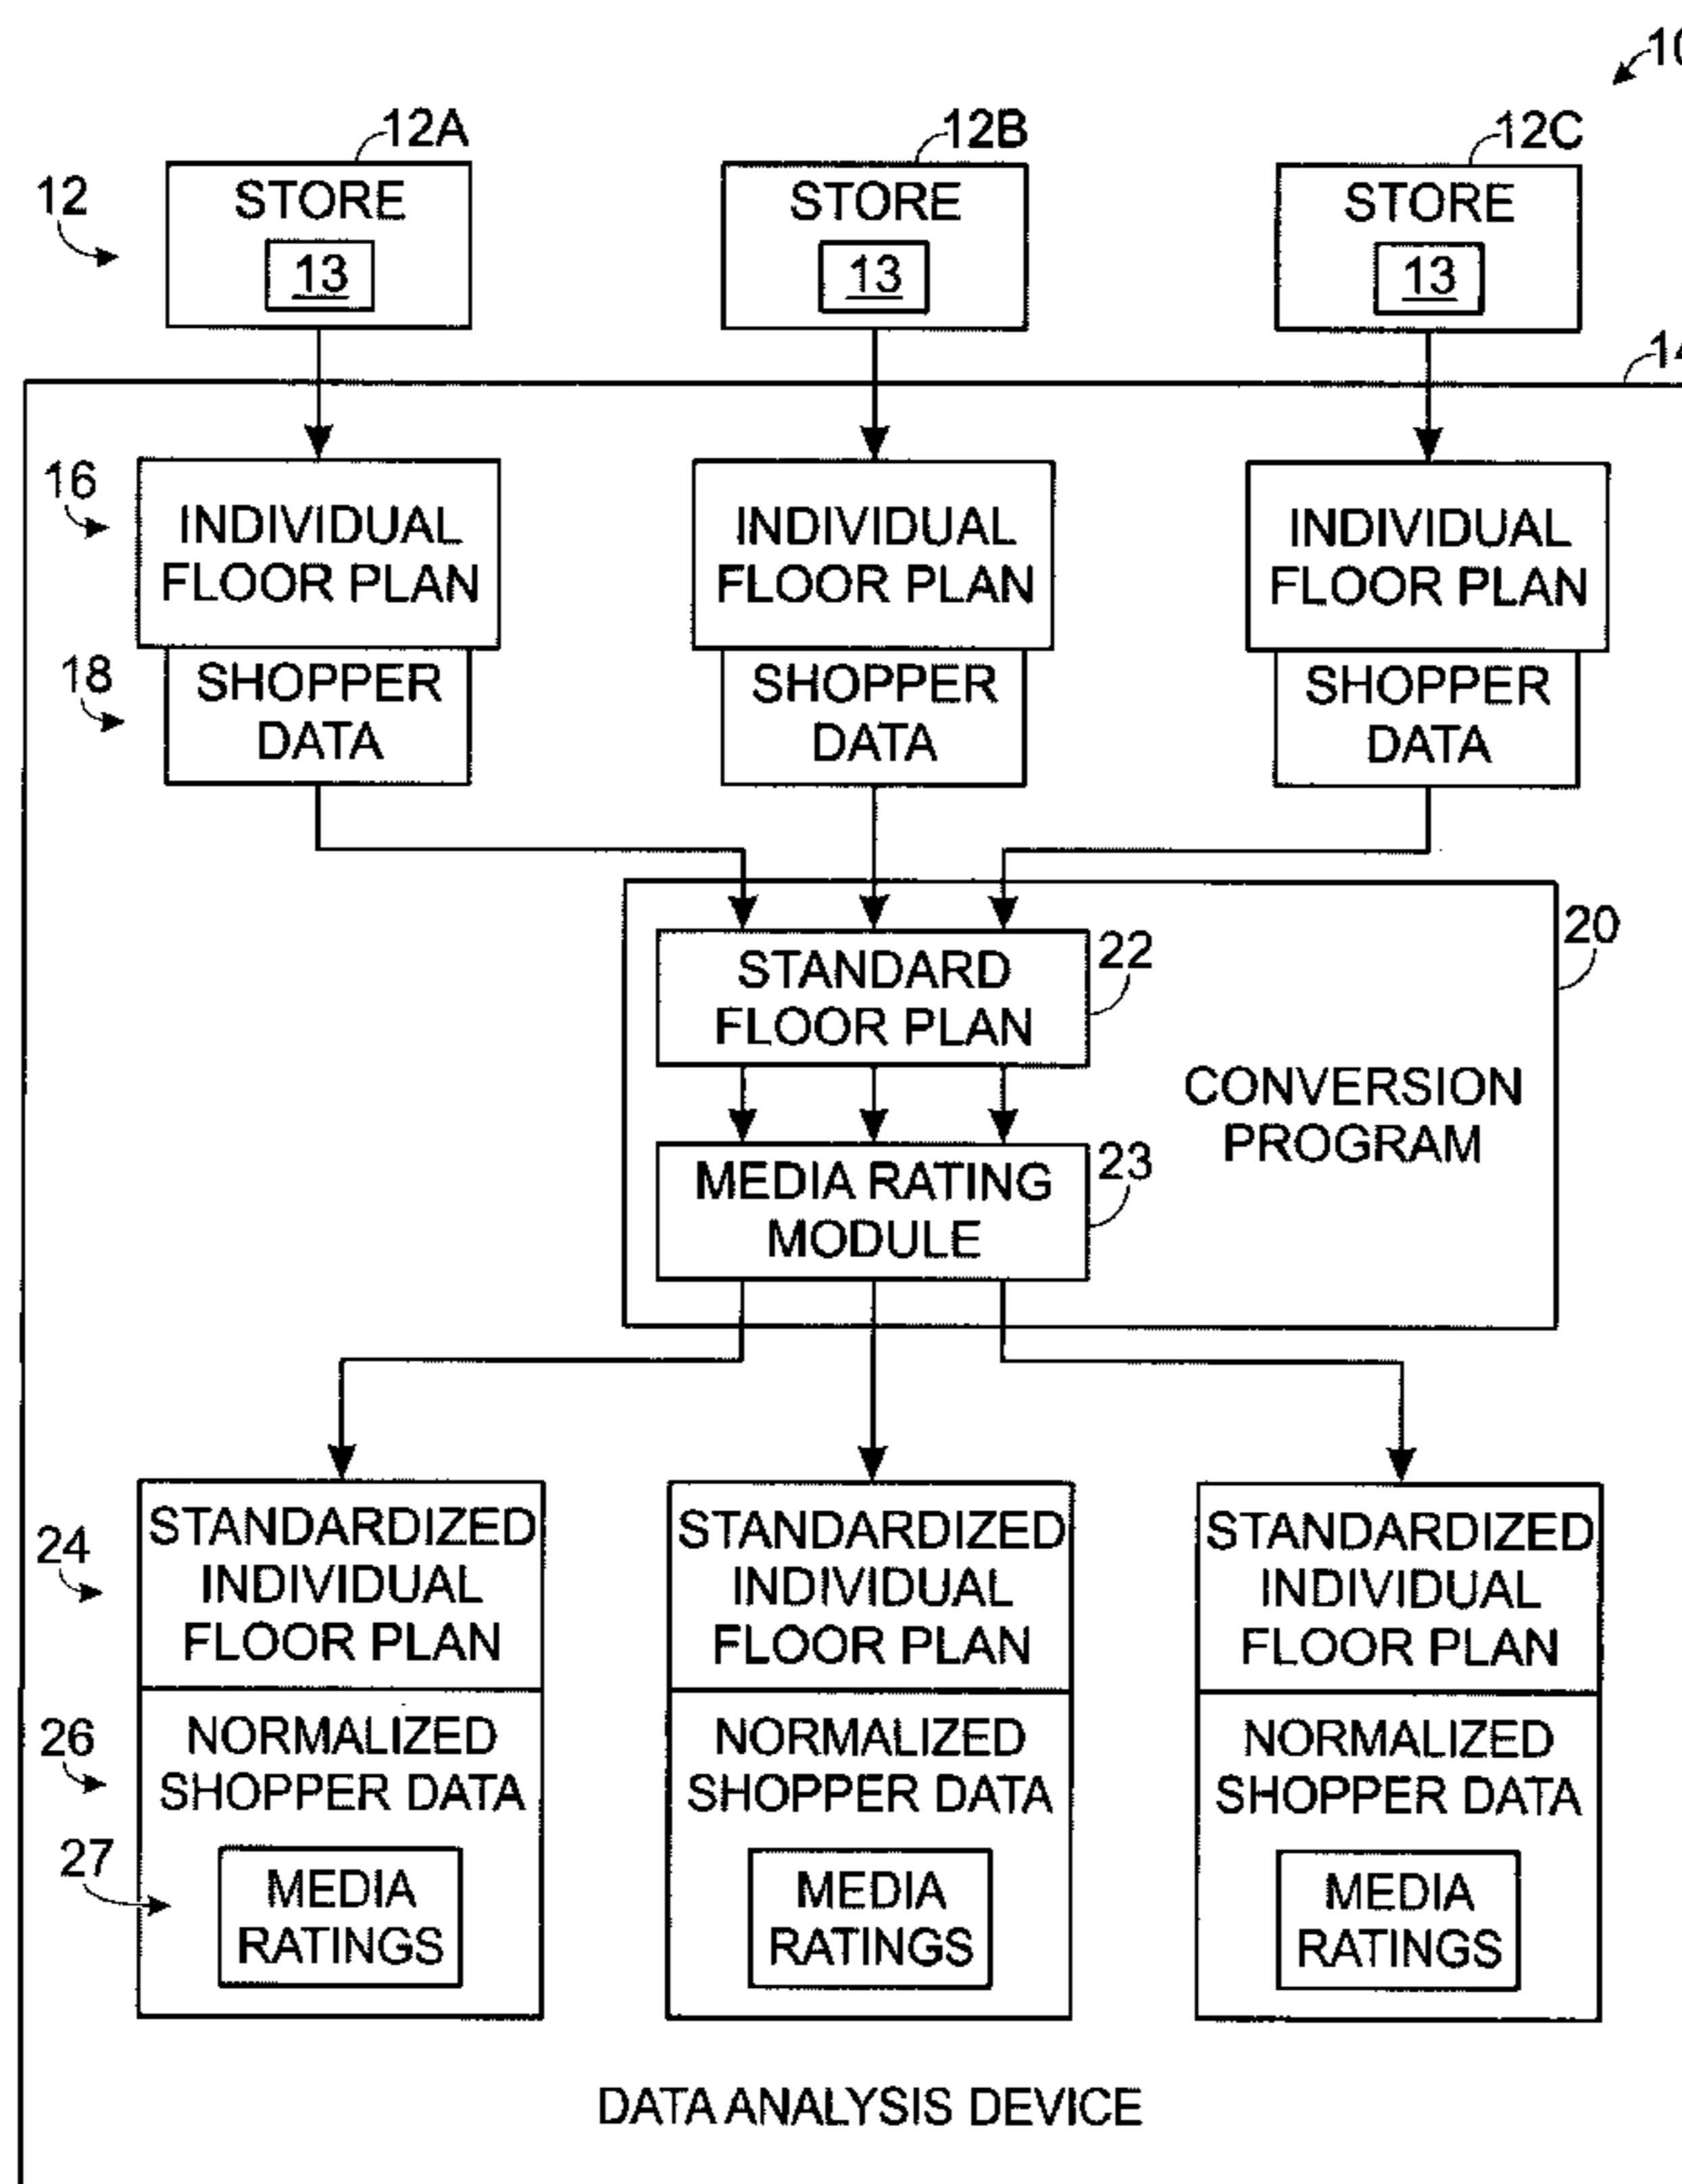 10
12A 12B 12C
12
STORE STORE STORE
13 13 13
14
16
INDIVIDUAL INDIVIDUAL INDIVIDUAL
FLOOR PLAN FLOOR PLAN FLOOR PLAN
18
SHOPPER SHOPPER SHOPPER
DATA DATA DATA
20
STANDARD 22
FLOOR PLAN
CONVERSION
PROGRAM
MEDIA RATING 23
MODULE
24
STANDARDIZED STANDARDIZED STANDARDIZED
INDIVIDUAL INDIVIDUAL INDIVIDUAL
FLOOR PLAN FLOOR PLAN FLOOR PLAN
26
NORMALIZED NORMALIZED NORMALIZED
SHOPPER DATA SHOPPER DATA SHOPPER DATA
27
MEDIA MEDIA MEDIA
RATINGS RATINGS RATINGS
DATA ANALYSIS DEVICE